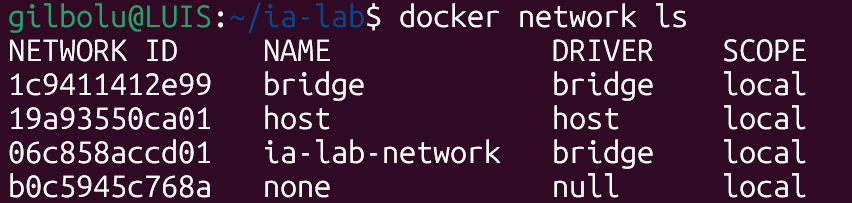 gilbolu@LUIS:~/ia-lab$ docker network ls
NETWORK ID     NAME             DRIVER    SCOPE
1c9411412e99   bridge           bridge    local
19a93550ca01   host             host      local
06c858accd01   ia-lab-network   bridge    local
b0c5945c768a   none             null      local